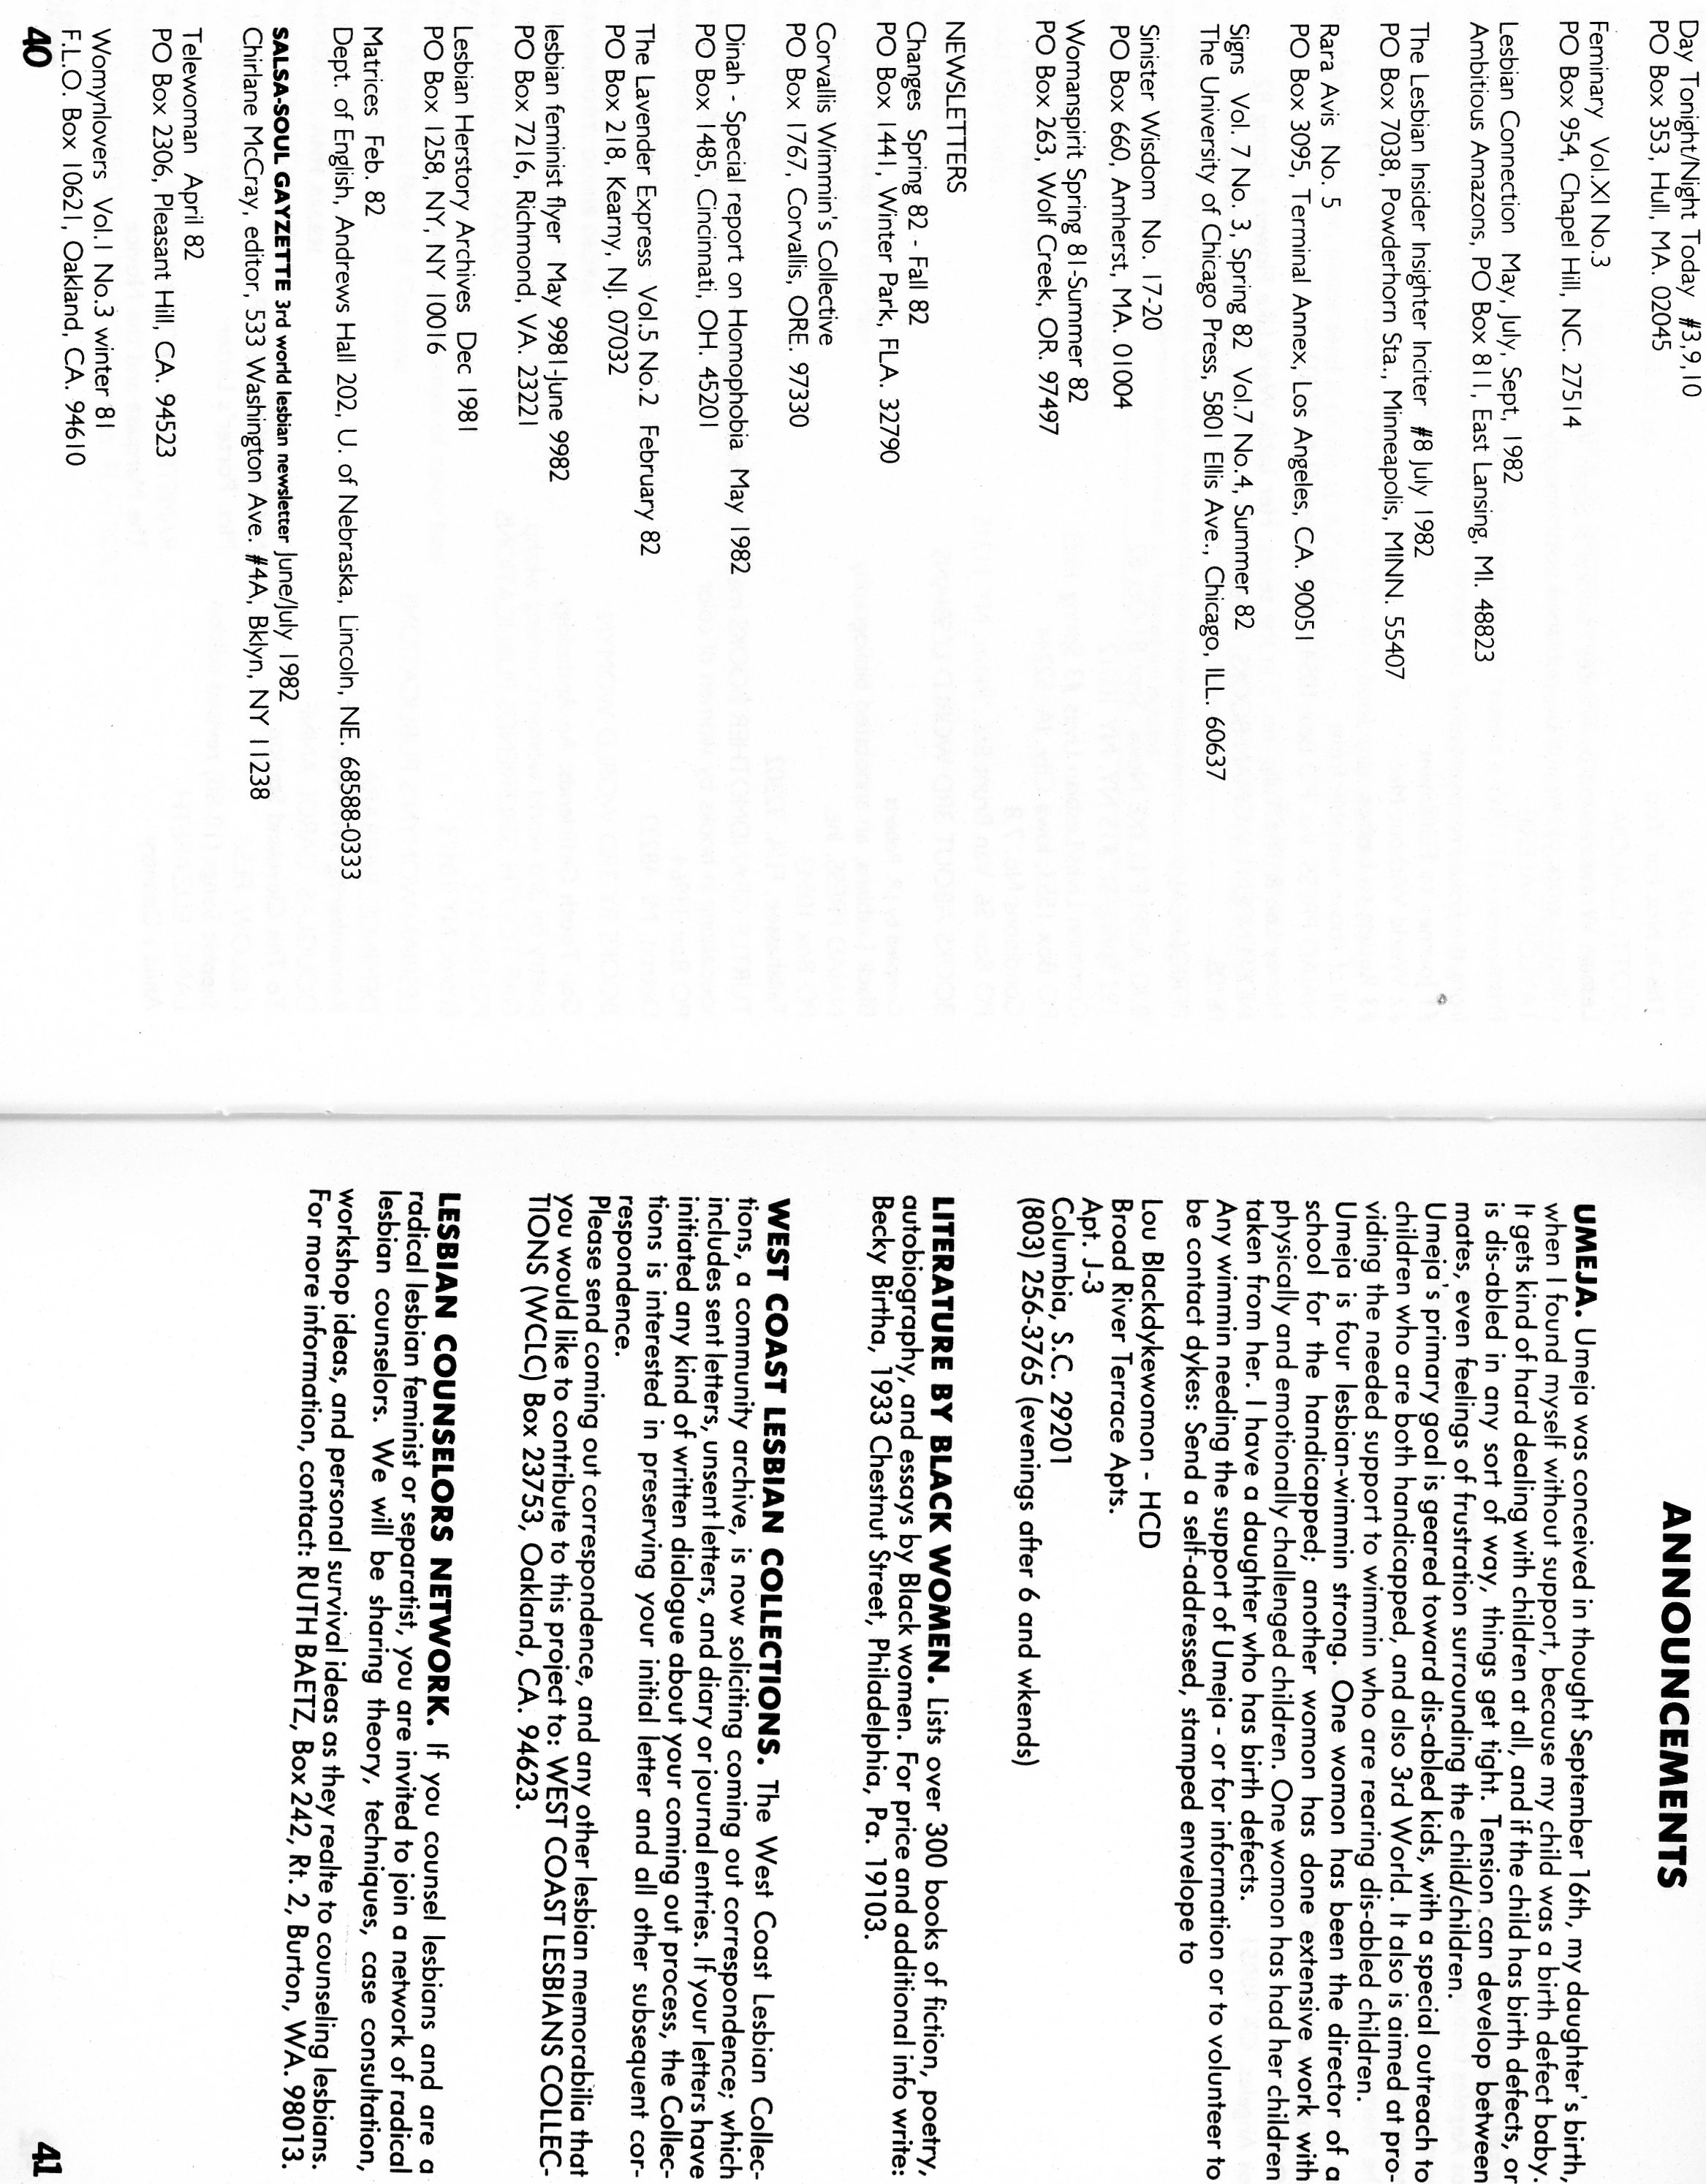 Day Tonight/Night Today #3,9,10
PO Box 353, Hull, MA. 02045
Feminary Vol.XI No.3
PO Box 954, Chapel Hill, NC. 27514
Lesbian Connection May, July, Sept, 1982
Ambitious Amazons, PO Box 811, East Lansing, MI. 48823
The Lesbian Insider Insighter Inciter #8 July 1982
PO Box 7038, Powderhorn Sta., Minneapolis, MINN. 55407
Rara Avis No. 5
PO Box 3095, Terminal Annex, Los Angeles, CA. 90051
Signs Vol. 7 No. 3, Spring 82 Vol.7 No.4, Summer 82
The University of Chicago Press, 5801 Ellis Ave., Chicago, ILL. 60637
Sinister Wisdom No. 17-20
PO Box 660, Amherst, MA. 01004
Womanspirit Spring 81-Summer 82
PO Box 263, Wolf Creek, OR. 97497
NEWSLETTERS
Changes Spring 82 - Fall 82
PO Box 1441, Winter Park, FLA. 32790
Corvallis Wimmin's Collective
PO Box 1767, Corvallis, ORE. 97330
Dinah - Special report on Homophobia May 1982
PO Box 1485, Cincinnati, OH. 45201
The Lavender Express Vol.5 No.2 February 82
PO Box 218, Kearny, NJ. 07032
lesbian feminist flyer May 9981-June 9982
PO Box 7216, Richmond, VA. 23221
Lesbian Herstory Archives Dec 1981
PO Box 1258, NY, NY 10016
Matrices Feb. 82
Dept. of English, Andrews Hall 202, U. of Nebraska, Lincoln, NE. 68588-0333
SALSA-SOUL GAYZETTE 3rd world lesbian newsletter June/July 1982
Chirlane McCray, editor, 533 Washington Ave. #4A, Bklyn, NY 11238
Telewoman April 82
PO Box 2306, Pleasant Hill, CA. 94523
Womynlovers Vol.1 No.3 winter 81
F.L.O. Box 10621, Oakland, CA. 94610
40
ANNOUNCEMENTS
UMEJA. Umeja was conceived in thought September 16th, my daughter's birth,
when I found myself without support, because my child was a birth defect baby.
It gets kind of hard dealing with children at all, and if the child has birth defects, or
is dis-abled in any sort of way, things get tight. Tension can develop between
mates, even feelings of frustration surrounding the child/children.
Umeja's primary goal is geared toward dis-abled kids, with a special outreach to
children who are both handicapped, and also 3rd World. It also is aimed at pro-
viding the needed support to wimmin who are rearing dis-abled children.
Umeja is four lesbian-wimmin strong. One womon has been the director of a
school for the handicapped; another womon has done extensive work with
physically and emotionally challenged children. One womon has had her children
taken from her. I have a daughter who has birth defects.
Any wimmin needing the support of Umeja - or for information or to volunteer to
be contact dykes: Send a self-addressed, stamped envelope to
Lou Blackdykewomon - HCD
Broad River Terrace Apts.
Apt. J-3
Columbia, S.C. 29201
(803) 256-3765 (evenings after 6 and wkends)
LITERATURE BY BLACK WOMEN. Lists over 300 books of fiction, poetry,
autobiography, and essays by Black women. For price and additional info write:
Becky Birtha, 1933 Chestnut Street, Philadelphia, Pa. 19103.
WEST COAST LESBIAN COLLECTIONS. The West Coast Lesbian Collec-
tions, a community archive, is now soliciting coming out correspondence; which
includes sent letters, unsent letters, and diary or journal entries. If your letters have
initiated any kind of written dialogue about your coming out process, the Collec-
tions is interested in preserving your initial letter and all other subsequent cor-
respondence.
Please send coming out correspondence, and any other lesbian memorabilia that
you would like to contribute to this project to: WEST COAST LESBIANS COLLEC-
TIONS (WCLC) Box 23753, Oakland, CA. 94623.
LESBIAN COUNSELORS NETWORK. If you counsel lesbians and are a
radical lesbian feminist or separatist, you are invited to join a network of radical
lesbian counselors. We will be sharing theory, techniques, case consultation,
workshop ideas, and personal survival ideas as they realte to counseling lesbians.
For more information, contact: RUTH BAETZ, Box 242, Rt. 2, Burton, WA. 98013.
41